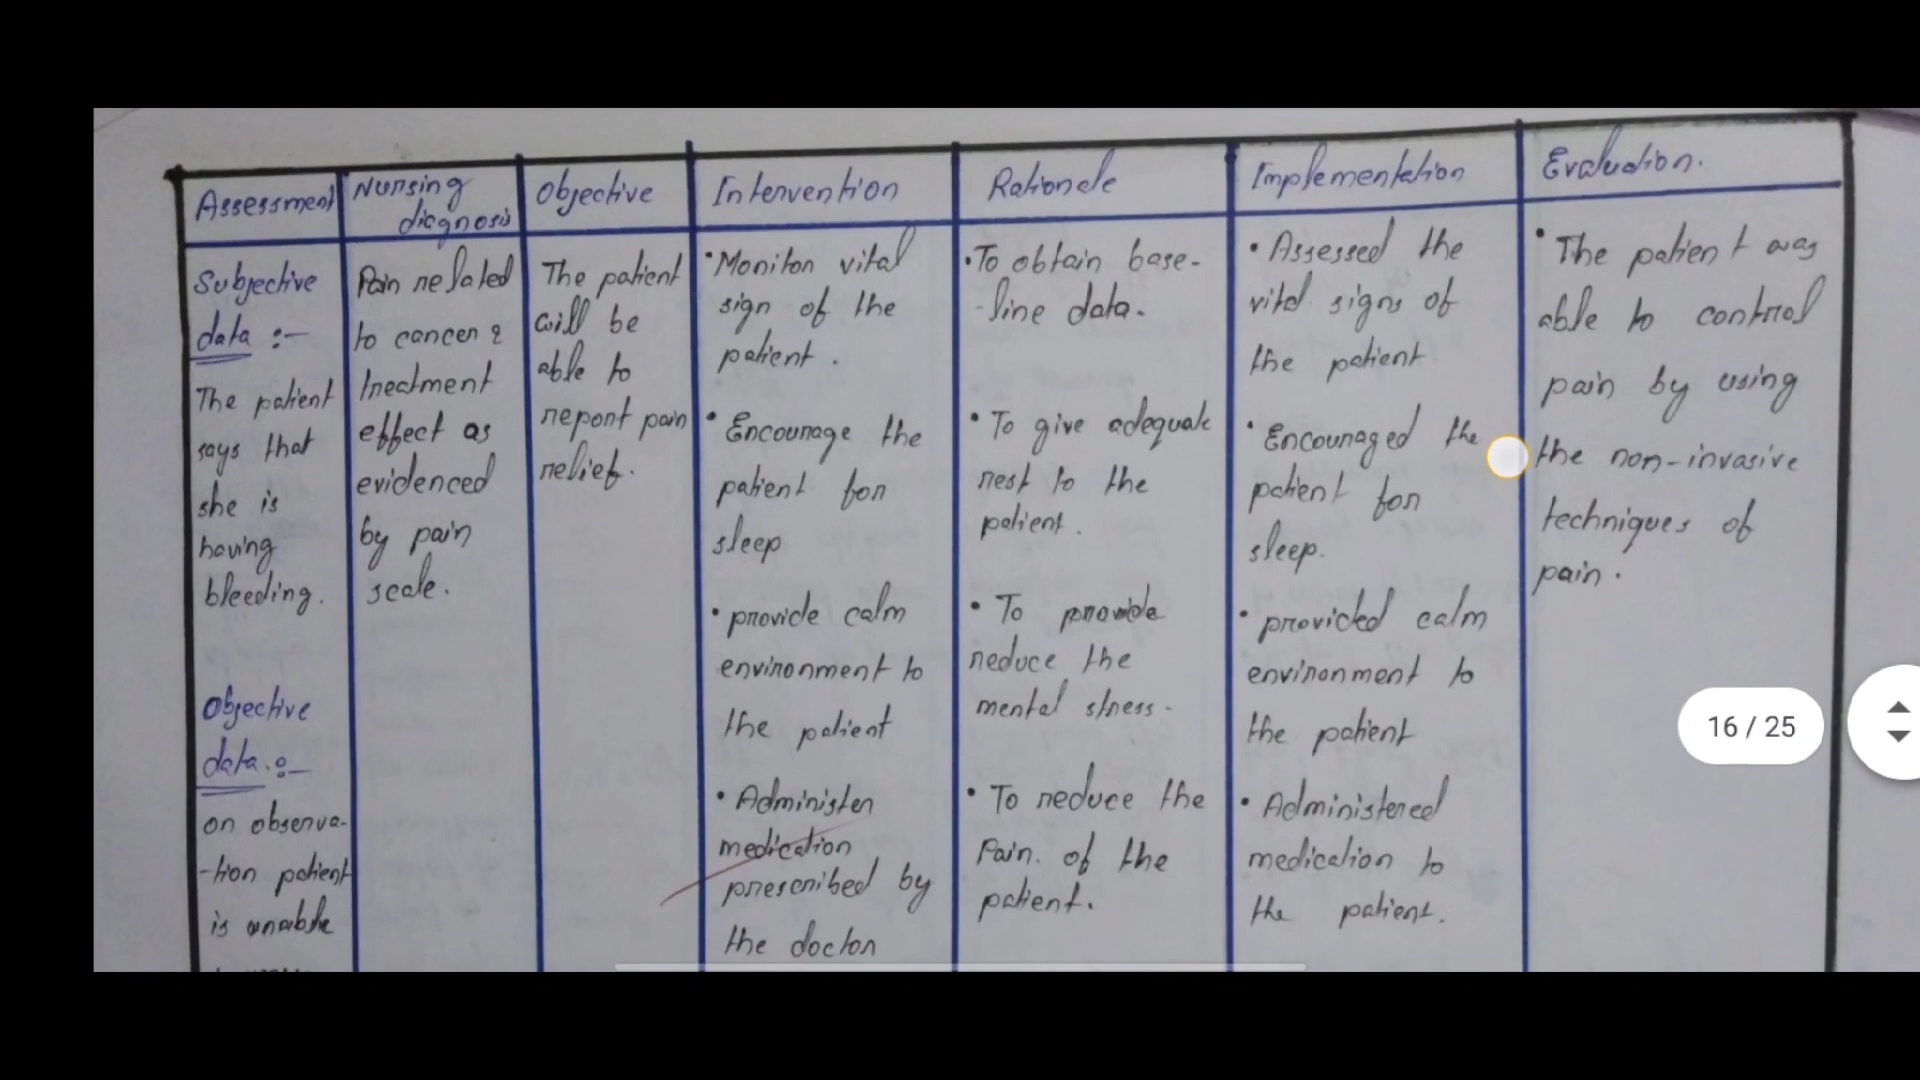 Assessment
Subjective
data :-
The patient
says that
she is
having
bleeding.
Objective
data :-
on observa-
-tion patient
is unable
Nursing
diagnosis
Pain related
to cancer &
treatment
effect as
evidenced
by pain
scale.
Objective
The patient
will be
able to
report pain
relief.
Intervention
• Monitor vital
sign of the
patient.
• Encourage the
patient for
sleep
• provide calm
environment to
the patient
• Administer
medication
prescribed by
the doctor
Rationale
• To obtain base-
-line data.
• To give adequate
rest to the
patient.
• To provide
reduce the
mental stress.
• To reduce the
Pain. of the
patient.
Implementation
• Assessed the
vital signs of
the patient
• Encouraged the
patient for
sleep.
• provided calm
environment to
the patient
• Administered
medication to
the patient.
Evaluation.
• The patient was
able to control
pain by using
the non-invasive
techniques of
pain.
16 / 25